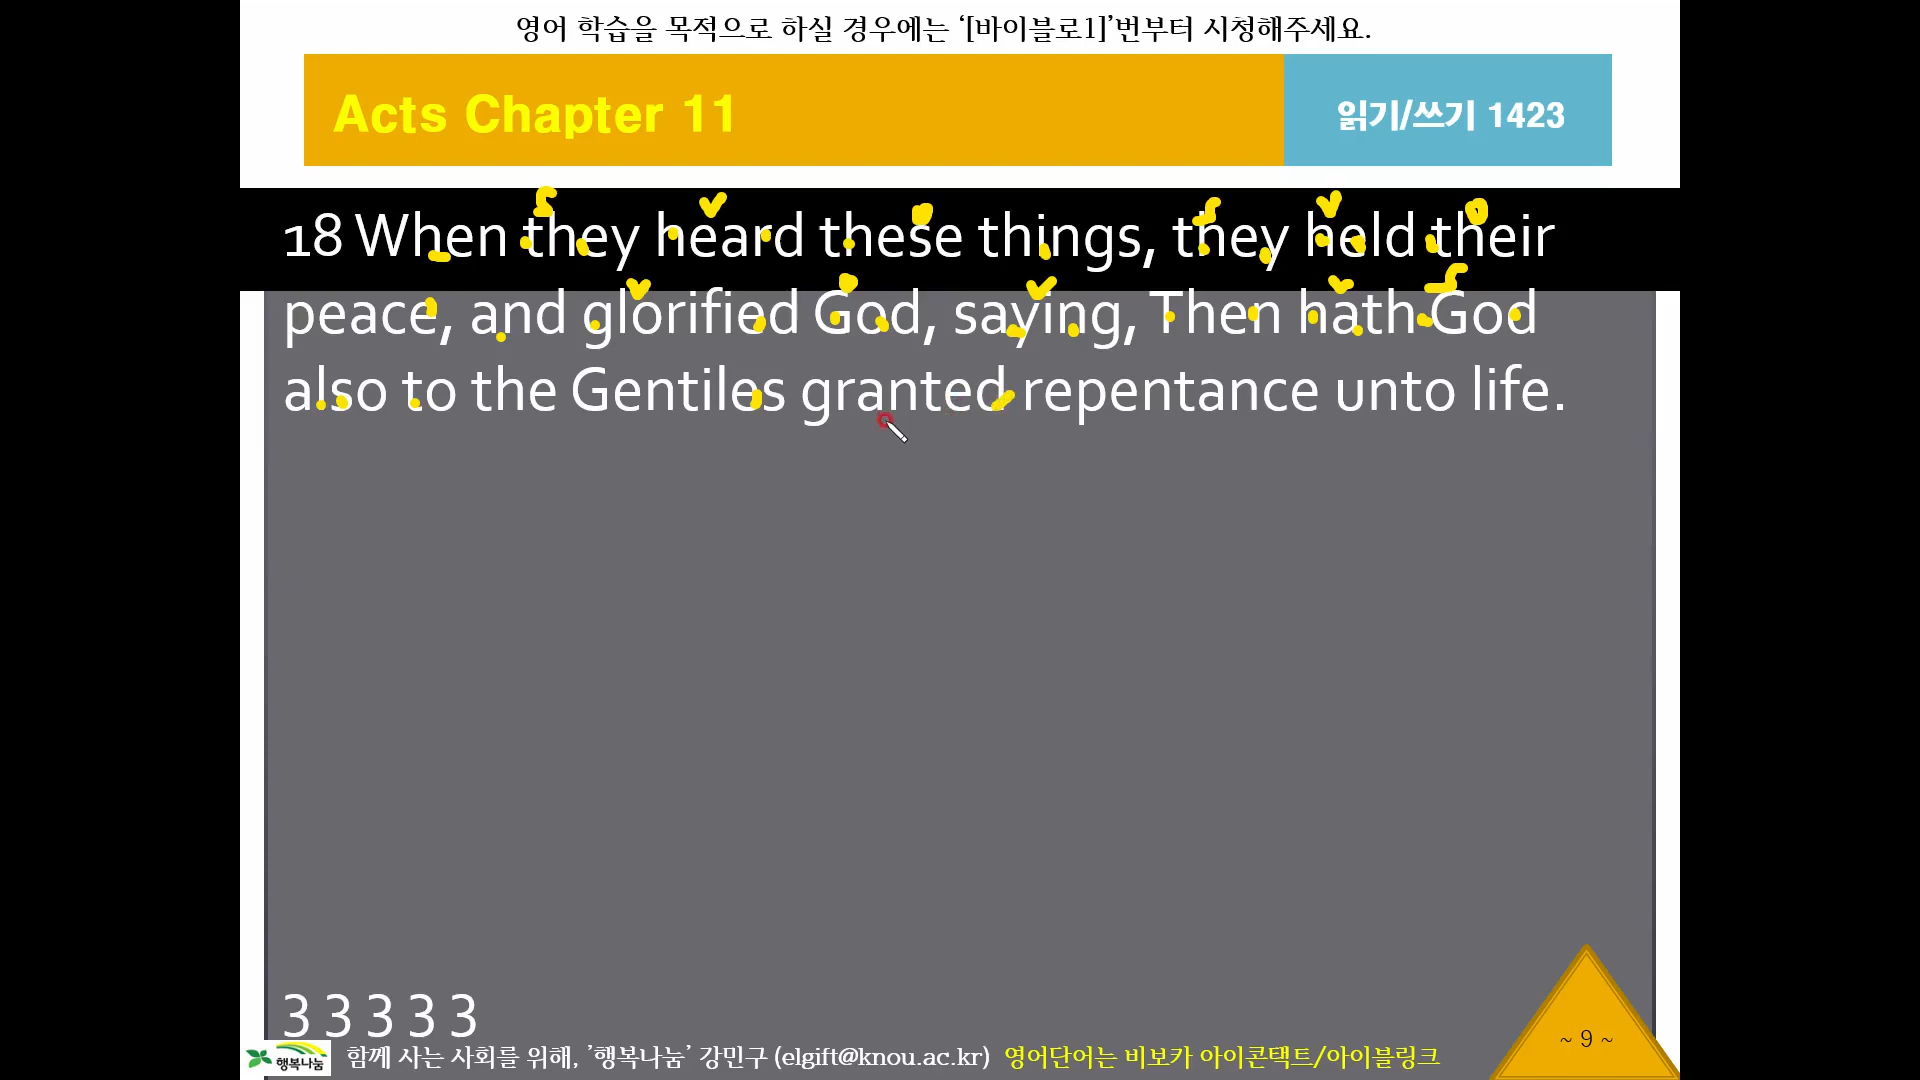 영어 학습을 목적으로 하실 경우에는 ‘[바이블로1]’번부터 시청해주세요.
Acts Chapter 11
읽기/쓰기 1423
18 When they heard these things, they held their
peace, and glorified God, saying, Then hath God
also to the Gentiles granted repentance unto life.
3 3 3 3 3
행복나눔
함께 사는 사회를 위해, ’행복나눔’ 강민구 (elgift@knou.ac.kr) 영어단어는 비보카 아이콘택트/아이블링크
~ 9 ~